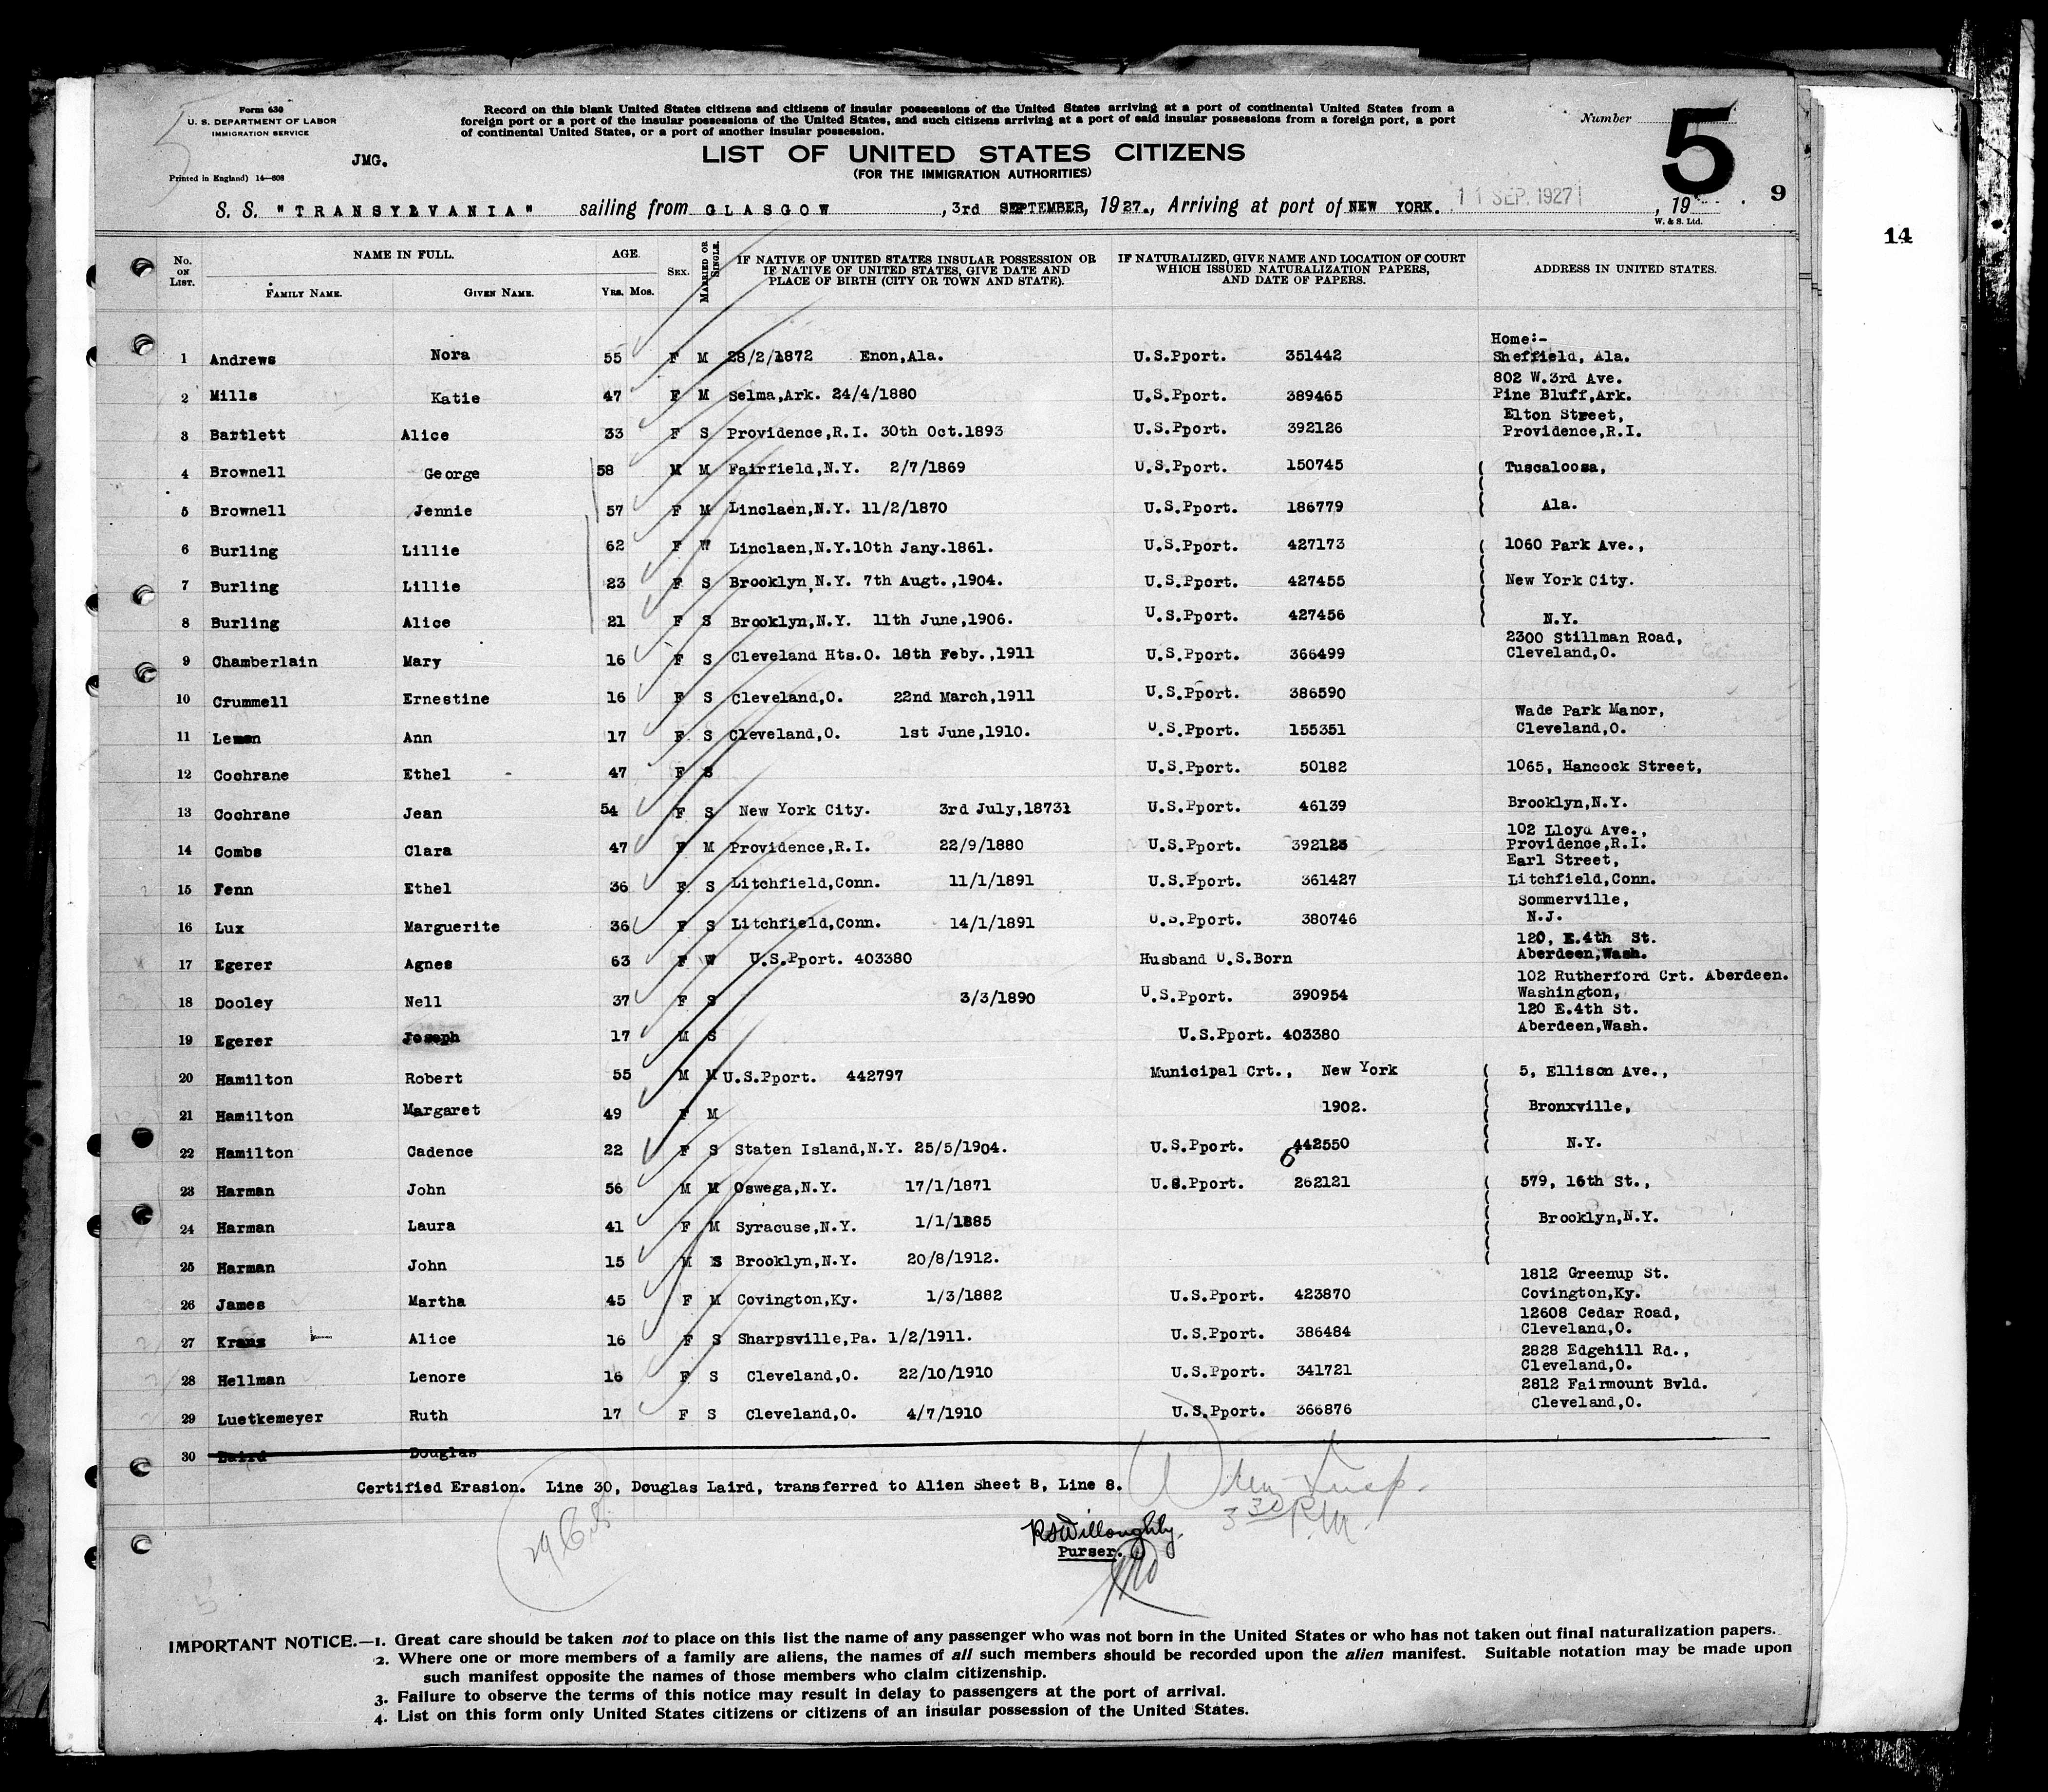 Form 630
U. S. DEPARTMENT OF LABOR
IMMIGRATION SERVICE
JMG.
Printed in England) 14—608
Record on this blank United States citizens and citizens of insular possessions of the United States arriving at a port of continental United States from a
foreign port or a port of the insular possessions of the United States, and such citizens arriving at a port of said insular possessions from a foreign port, a port
of continental United States, or a port of another insular possession.
Number 5
LIST OF UNITED STATES CITIZENS
(FOR THE IMMIGRATION AUTHORITIES)
S. S. "TRANSYLVANIA" sailing from GLASGOW, 3rd SEPTEMBER, 1927., Arriving at port of NEW YORK. 11 SEP. 1927, 19
W. & S. Ltd.
9
14
No. ON LIST. NAME IN FULL. FAMILY NAME. GIVEN NAME. AGE. YRS. MOS. SEX. MARRIED OR SINGLE. IF NATIVE OF UNITED STATES INSULAR POSSESSION OR IF NATIVE OF UNITED STATES, GIVE DATE AND PLACE OF BIRTH (CITY OR TOWN AND STATE). IF NATURALIZED, GIVE NAME AND LOCATION OF COURT WHICH ISSUED NATURALIZATION PAPERS, AND DATE OF PAPERS. ADDRESS IN UNITED STATES.
Home:-
1 Andrews Nora 55 F M 28/2/1872 Enon,Ala. U.S.Pport. 351442 Sheffield, Ala.
802 W.3rd Ave.
2 Mills Katie 47 F M Selma,Ark. 24/4/1880 U.S.Pport. 389465 Pine Bluff,Ark.
Elton Street,
3 Bartlett Alice 33 F S Providence,R.I. 30th Oct.1893 U.S.Pport. 392126 Providence,R.I.
4 Brownell George 58 M M Fairfield,N.Y. 2/7/1869 U.S.Pport. 150745 Tuscaloosa,
5 Brownell Jennie 57 F M Linclaen,N.Y. 11/2/1870 U.S.Pport. 186779 Ala.
6 Burling Lillie 62 F W Linclaen,N.Y.10th Jany.1861. U.S.Pport. 427173 1060 Park Ave.,
7 Burling Lillie 23 F S Brooklyn,N.Y. 7th Augt.,1904. U.S.Pport. 427455 New York City.
8 Burling Alice 21 F S Brooklyn,N.Y. 11th June,1906. U.S.Pport. 427456 N.Y.
2300 Stillman Road,
9 Chamberlain Mary 16 F S Cleveland Hts.O. 18th Feby.,1911 U.S.Pport. 366499 Cleveland,O.
10 Crummell Ernestine 16 F S Cleveland,O. 22nd March,1911 U.S.Pport. 386590
Wade Park Manor,
11 Lemon Ann 17 F S Cleveland,O. 1st June,1910. U.S.Pport. 155351 Cleveland,O.
12 Cochrane Ethel - 47 F S U.S.Pport. 50182 1065, Hancock Street,
13 Cochrane Jean 54 F S New York City. 3rd July,1873 U.S.Pport. 46139 Brooklyn,N.Y.
102 Lloyd Ave.,
14 Combs Clara 47 F M Providence,R.I. 22/9/1880 U.S.Pport. 392125 Providence,R.I.
Earl Street,
15 Fenn Ethel 36 F S Litchfield,Conn. 11/1/1891 U.S.Pport. 361427 Litchfield,Conn.
Sommerville,
16 Lux Marguerite 36 F S Litchfield,Conn. 14/1/1891 U.S.Pport. 380746 N.J.
120, E.4th St.
17 Egerer Agnes 63 F W U.S.Pport. 403380 Husband U.S.Born Aberdeen,Wash.
102 Rutherford Crt. Aberdeen.
18 Dooley Nell 37 F S 3/3/1890 U.S.Pport. 390954 Washington,
120 E.4th St.
19 Egerer Joseph 17 M S U.S.Pport. 403380 Aberdeen,Wash.
20 Hamilton Robert 55 M M U.S.Pport. 442797 Municipal Crt., New York 5, Ellison Ave.,
21 Hamilton Margaret 49 F M 1902. Bronxville,
22 Hamilton Cadence 22 F S Staten Island,N.Y. 25/5/1904. U.S.Pport. 442550 N.Y.
6
23 Harman John 56 M M Oswega,N.Y. 17/1/1871 U.S.Pport. 262121 579, 16th St.,
24 Harman Laura 41 F M Syracuse,N.Y. 1/1/1885 Brooklyn,N.Y.
25 Harman John 15 M S Brooklyn,N.Y. 20/8/1912.
1812 Greenup St.
26 James Martha 45 F M Covington,Ky. 1/3/1882 U.S.Pport. 423870 Covington,Ky.
12608 Cedar Road,
27 Kraus Alice 16 F S Sharpsville,Pa. 1/2/1911. U.S.Pport. 386484 Cleveland,O.
2828 Edgehill Rd.,
28 Hellman Lenore 16 F S Cleveland,O. 22/10/1910 U.S.Pport. 341721 Cleveland,O.
2812 Fairmount Bvld.
29 Luetkemeyer Ruth 17 F S Cleveland,O. 4/7/1910 U.S.Pport. 366876 Cleveland,O.
30 Laird Douglas
Certified Erasion. Line 30, Douglas Laird, transferred to Alien Sheet 8, Line 8.
3 30 P.M.
RSWilloughby.
Purser.
IMPORTANT NOTICE.—1. Great care should be taken not to place on this list the name of any passenger who was not born in the United States or who has not taken out final naturalization papers.
2. Where one or more members of a family are aliens, the names of all such members should be recorded upon the alien manifest. Suitable notation may be made upon
such manifest opposite the names of those members who claim citizenship.
3. Failure to observe the terms of this notice may result in delay to passengers at the port of arrival.
4. List on this form only United States citizens or citizens of an insular possession of the United States.